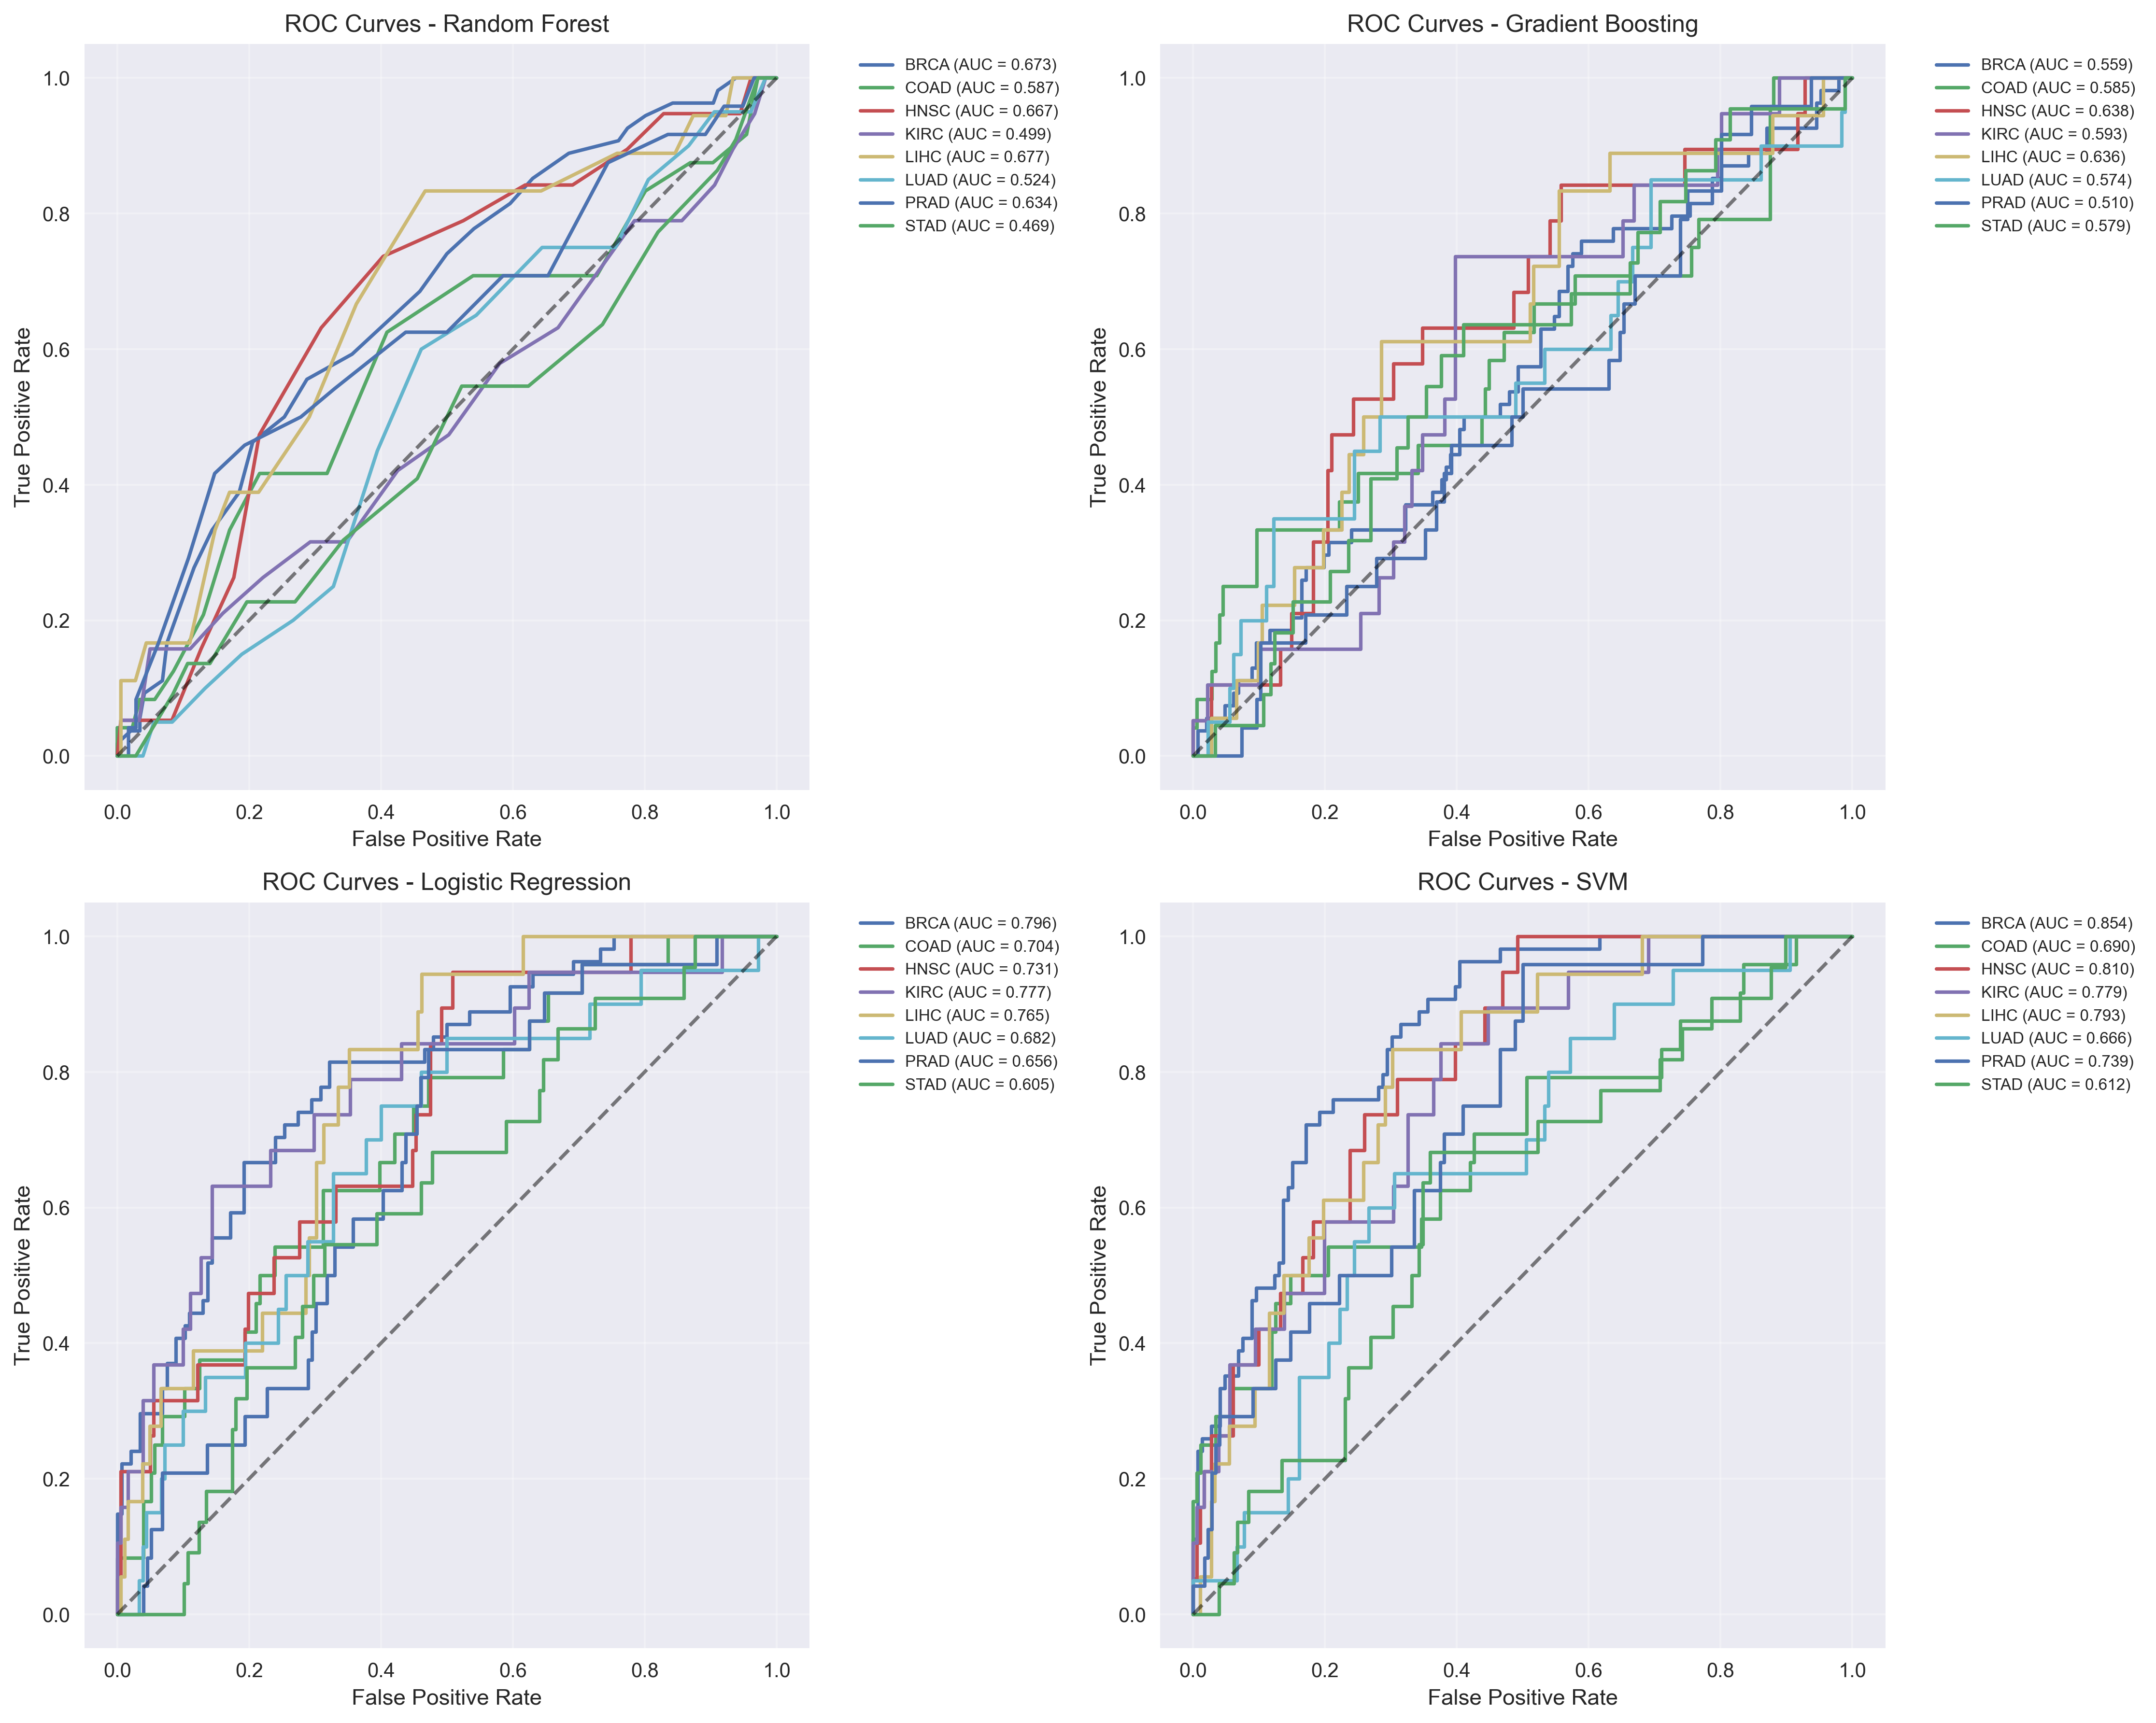 ROC Curves - Random Forest
True Positive Rate
1.0
0.8
0.6
0.4
0.2
0.0
0.0 0.2 0.4 0.6 0.8 1.0
False Positive Rate
BRCA (AUC = 0.673)
COAD (AUC = 0.587)
HNSC (AUC = 0.667)
KIRC (AUC = 0.499)
LIHC (AUC = 0.677)
LUAD (AUC = 0.524)
PRAD (AUC = 0.634)
STAD (AUC = 0.469)
ROC Curves - Gradient Boosting
True Positive Rate
1.0
0.8
0.6
0.4
0.2
0.0
0.0 0.2 0.4 0.6 0.8 1.0
False Positive Rate
BRCA (AUC = 0.559)
COAD (AUC = 0.585)
HNSC (AUC = 0.638)
KIRC (AUC = 0.593)
LIHC (AUC = 0.636)
LUAD (AUC = 0.574)
PRAD (AUC = 0.510)
STAD (AUC = 0.579)
ROC Curves - Logistic Regression
True Positive Rate
1.0
0.8
0.6
0.4
0.2
0.0
0.0 0.2 0.4 0.6 0.8 1.0
False Positive Rate
BRCA (AUC = 0.796)
COAD (AUC = 0.704)
HNSC (AUC = 0.731)
KIRC (AUC = 0.777)
LIHC (AUC = 0.765)
LUAD (AUC = 0.682)
PRAD (AUC = 0.656)
STAD (AUC = 0.605)
ROC Curves - SVM
True Positive Rate
1.0
0.8
0.6
0.4
0.2
0.0
0.0 0.2 0.4 0.6 0.8 1.0
False Positive Rate
BRCA (AUC = 0.854)
COAD (AUC = 0.690)
HNSC (AUC = 0.810)
KIRC (AUC = 0.779)
LIHC (AUC = 0.793)
LUAD (AUC = 0.666)
PRAD (AUC = 0.739)
STAD (AUC = 0.612)